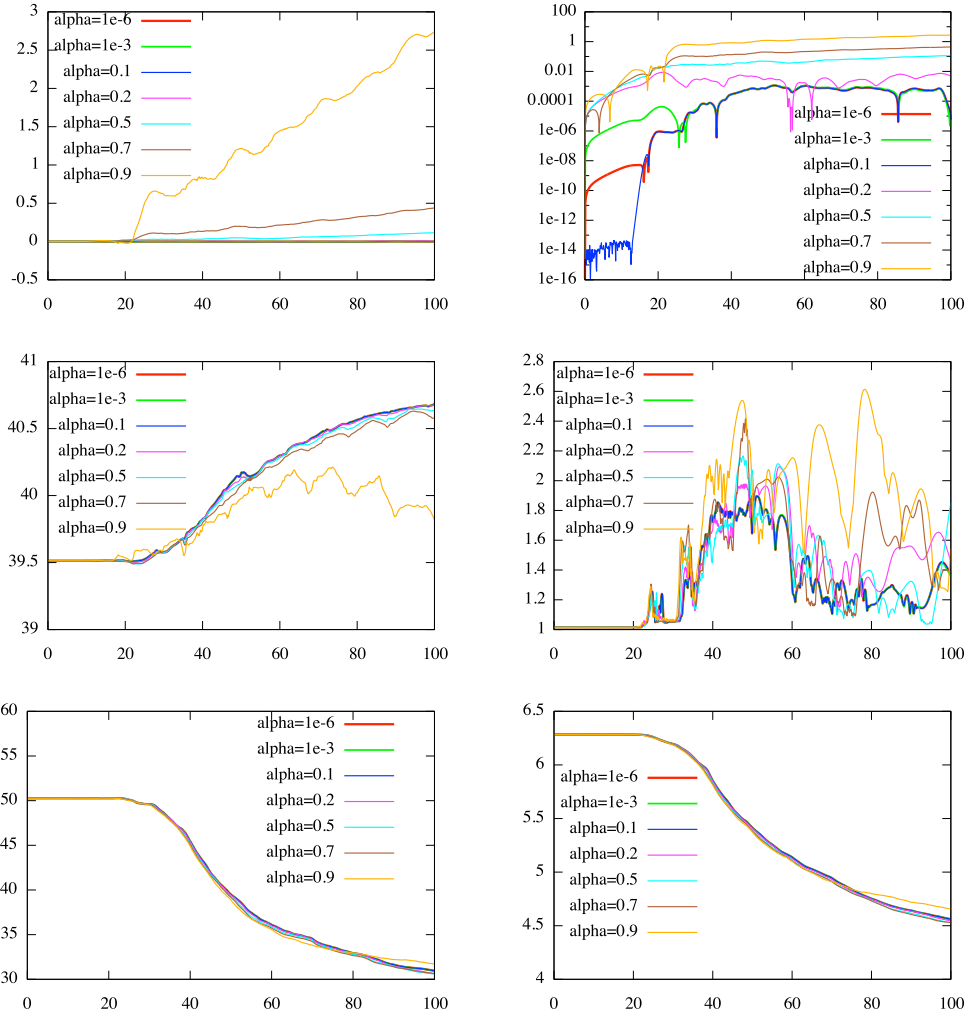 3
2.5
2
1.5
1
0.5
0
-0.5
0 20 40 60 80 100
alpha=1e-6
alpha=1e-3
alpha=0.1
alpha=0.2
alpha=0.5
alpha=0.7
alpha=0.9
100
1
0.01
0.0001
1e-06
1e-08
1e-10
1e-12
1e-14
1e-16
0 20 40 60 80 100
alpha=1e-6
alpha=1e-3
alpha=0.1
alpha=0.2
alpha=0.5
alpha=0.7
alpha=0.9
41
40.5
40
39.5
39
0 20 40 60 80 100
alpha=1e-6
alpha=1e-3
alpha=0.1
alpha=0.2
alpha=0.5
alpha=0.7
alpha=0.9
2.8
2.6
2.4
2.2
2
1.8
1.6
1.4
1.2
1
0 20 40 60 80 100
alpha=1e-6
alpha=1e-3
alpha=0.1
alpha=0.2
alpha=0.5
alpha=0.7
alpha=0.9
60
55
50
45
40
35
30
0 20 40 60 80 100
alpha=1e-6
alpha=1e-3
alpha=0.1
alpha=0.2
alpha=0.5
alpha=0.7
alpha=0.9
6.5
6
5.5
5
4.5
4
0 20 40 60 80 100
alpha=1e-6
alpha=1e-3
alpha=0.1
alpha=0.2
alpha=0.5
alpha=0.7
alpha=0.9